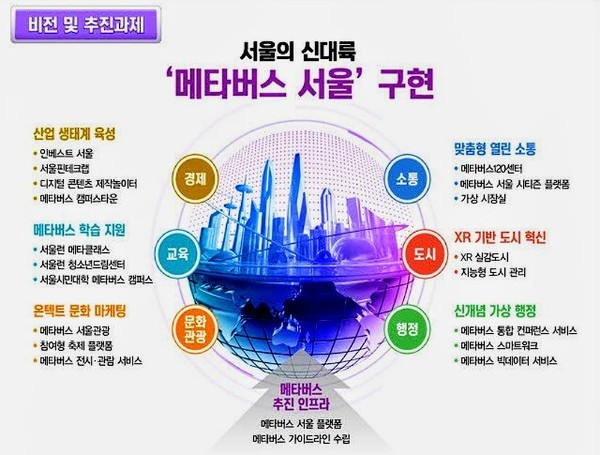 비전 및 추진과제
서울의 신대륙
‘메타버스 서울’ 구현
산업 생태계 육성
• 인베스트 서울
• 서울핀테크랩
• 디지털 콘텐츠 제작놀이터
• 메타버스 캠퍼스타운
경제
메타버스 학습 지원
• 서울런 메타클래스
• 서울런 청소년드림센터
• 서울시민대학 메타버스 캠퍼스
교육
온텍트 문화 마케팅
• 메타버스 서울관광
• 참여형 축제 플랫폼
• 메타버스 전시·관람 서비스
문화
관광
맞춤형 열린 소통
• 메타버스120센터
• 메타버스 서울 시티즌 플랫폼
• 가상 시장실
소통
XR 기반 도시 혁신
• XR 실감도시
• 지능형 도시 관리
도시
신개념 가상 행정
• 메타버스 통합 컨퍼런스 서비스
• 메타버스 스마트워크
• 메타버스 빅데이터 서비스
행정
메타버스
추진 인프라
메타버스 서울 플랫폼
메타버스 가이드라인 수립